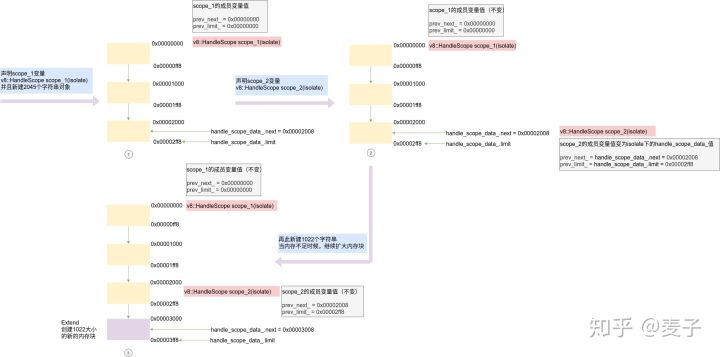 声明scope_1变量
v8::HandleScope scope_1(isolate)
并且新建2045个字符串对象
scope_1的成员变量值
prev_next_ = 0x00000000
prev_limit_ = 0x00000000
0x00000000
v8::HandleScope scope_1(isolate)
0x00000ff8
0x00001000
0x00001ff8
0x00002000
handle_scope_data_.next = 0x00002008
0x00002ff8
handle_scope_data_.limit
①
声明scope_2变量
v8::HandleScope scope_2(isolate)
scope_1的成员变量值（不变）
prev_next_ = 0x00000000
prev_limit_ = 0x00000000
0x00000000
v8::HandleScope scope_1(isolate)
0x00000ff8
0x00001000
0x00001ff8
0x00002000
handle_scope_data_.next = 0x00002008
0x00002ff8
handle_scope_data_.limit
②
v8::HandleScope scope_2(isolate)
scope_2的成员变量值变为isolate下的handle_scope_data_值
prev_next_ = handle_scope_data_.next = 0x00002008
prev_limit_ = handle_scope_data_.limit = 0x00002ff8
再此新建1022个字符串
当内存不足时候，继续扩大内存块
scope_1的成员变量值（不变）
prev_next_ = 0x00000000
prev_limit_ = 0x00000000
0x00000000
v8::HandleScope scope_1(isolate)
0x00000ff8
0x00001000
0x00001ff8
0x00002000
v8::HandleScope scope_2(isolate)
0x00002ff8
scope_2的成员变量值（不变）
prev_next_ = 0x00002008
prev_limit_ = 0x00002ff8
Extend
创建1022大小
的新的内存块
0x00003000
handle_scope_data_.next = 0x00003008
0x00003ff8
handle_scope_data_.limit
③
知乎 @麦子